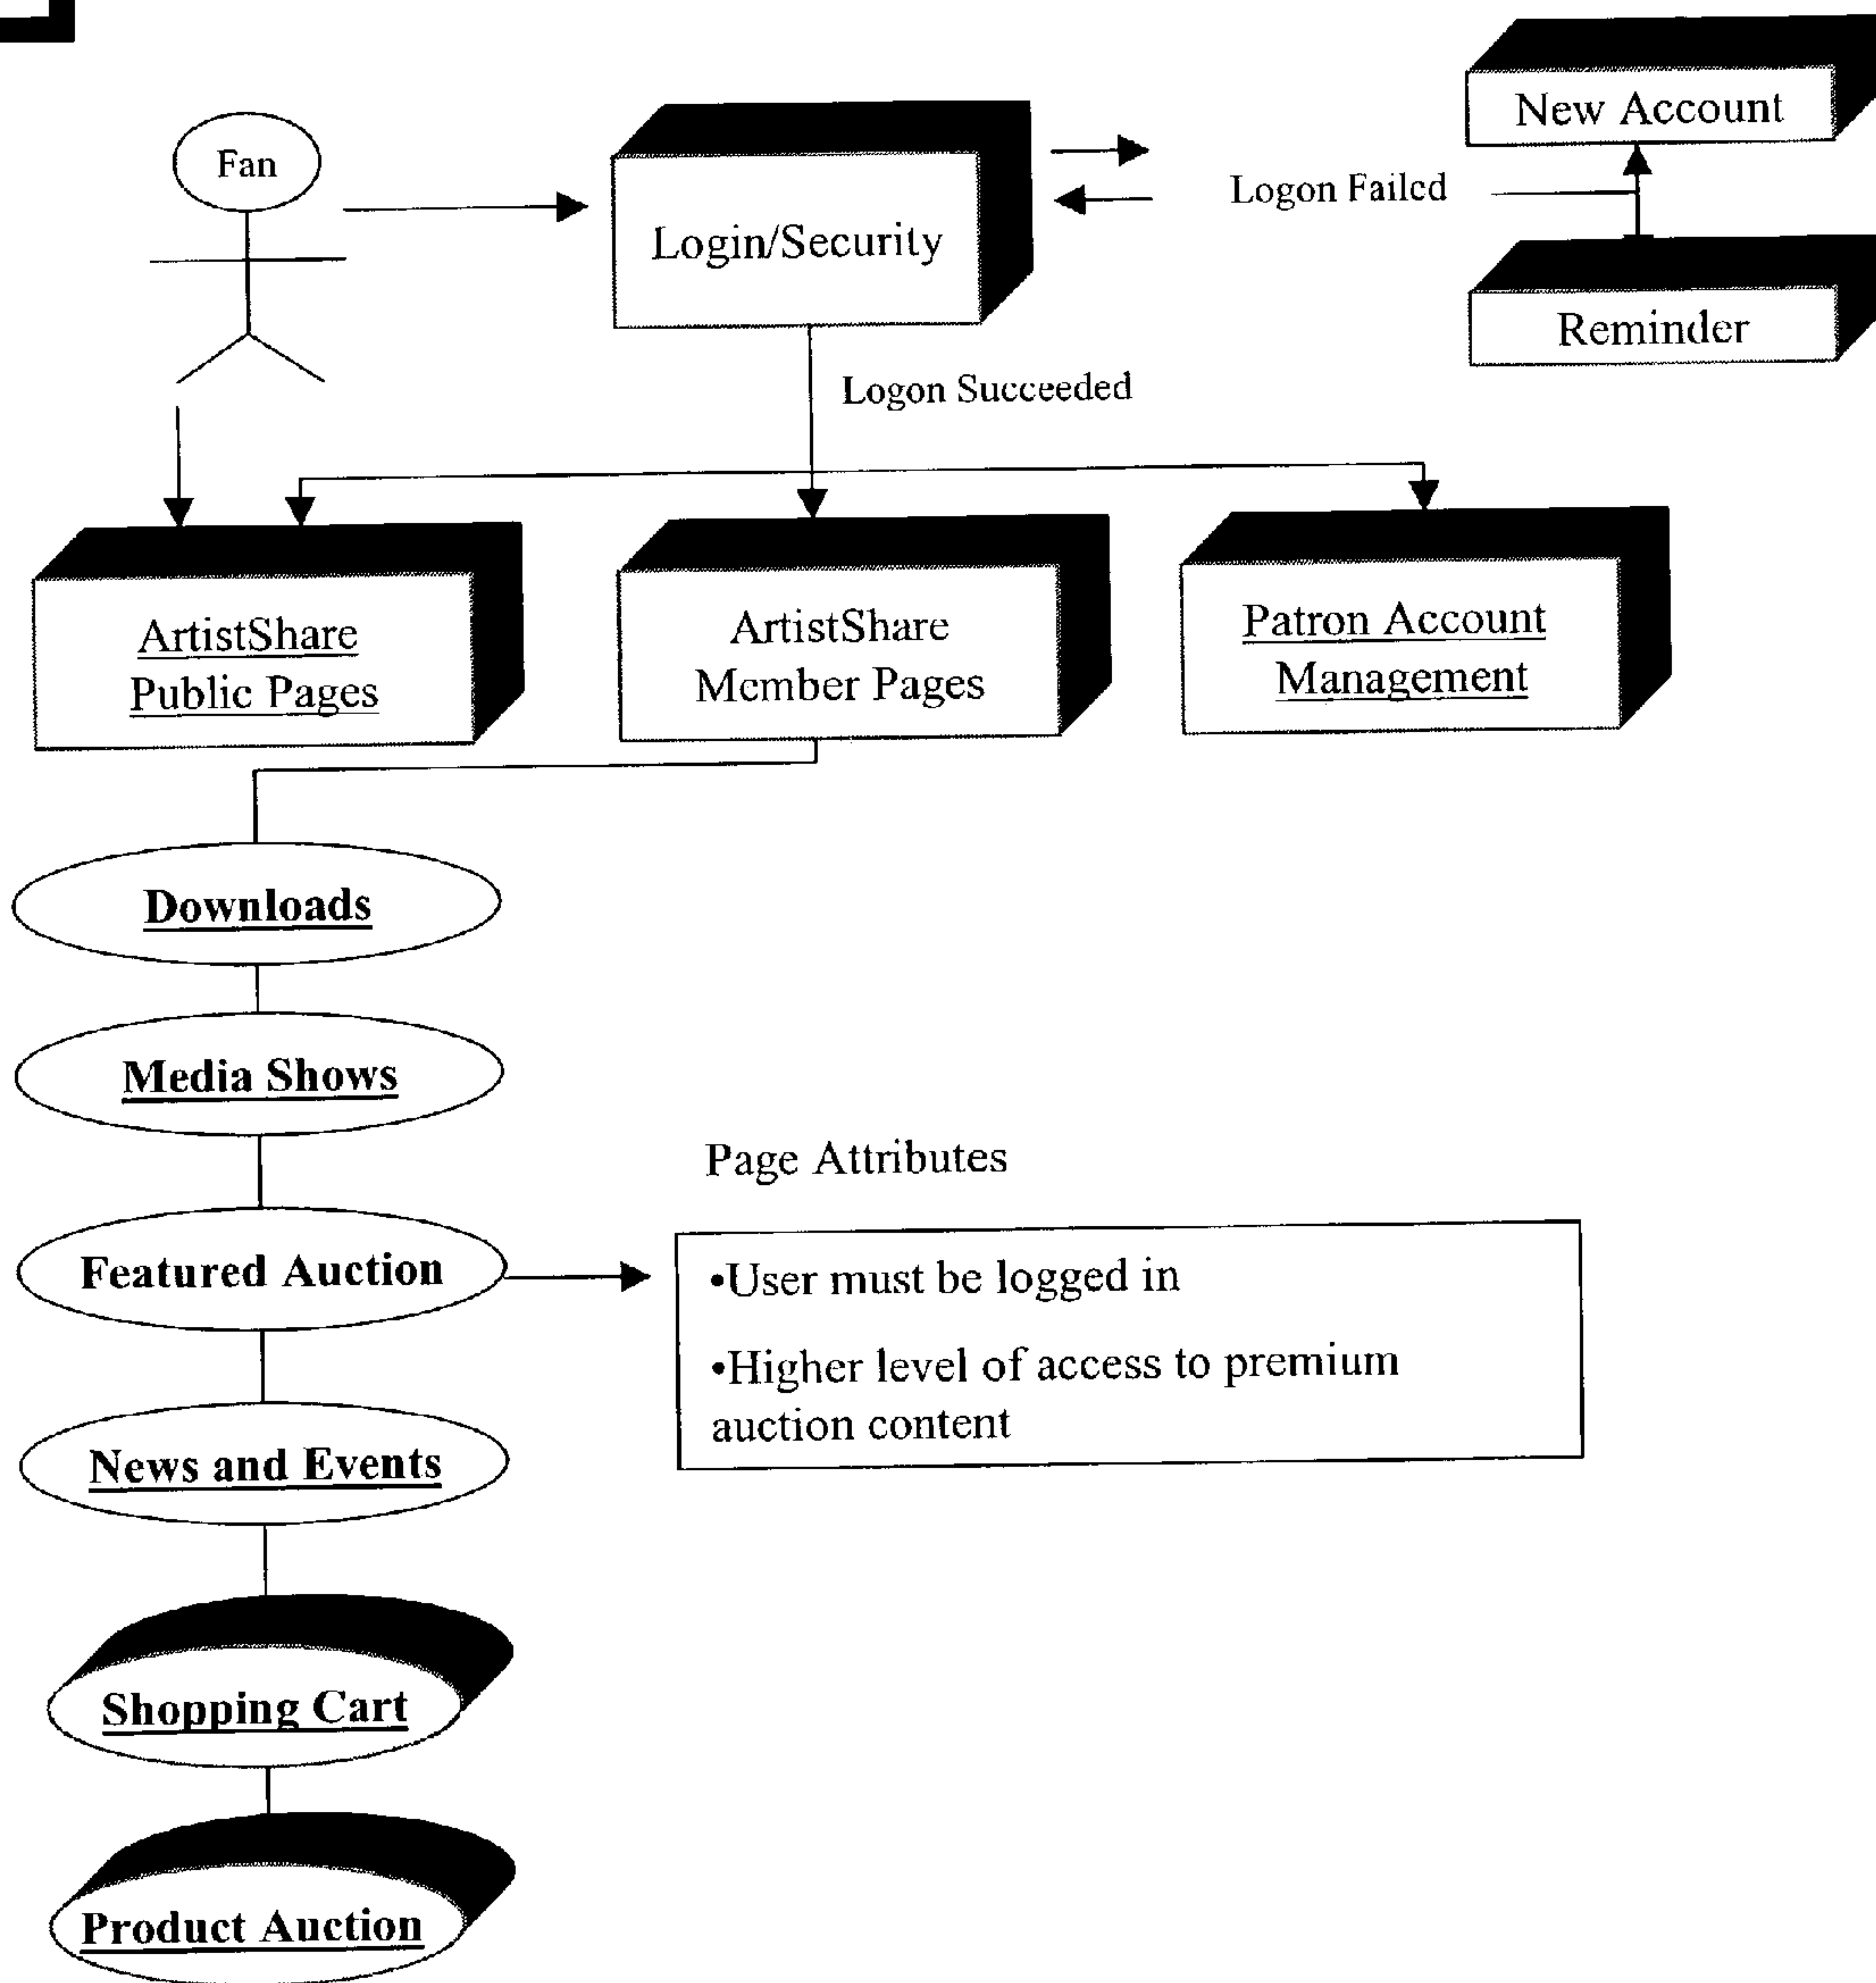 New Account
Fan
Logon Failed
Login/Security
Reminder
Logon Succeeded
ArtistShare
Public Pages
ArtistShare
Member Pages
Patron Account
Management
Downloads
Media Shows
Page Attributes
Featured Auction
•User must be logged in
•Higher level of access to premium
auction content
News and Events
Shopping Cart
Product Auction